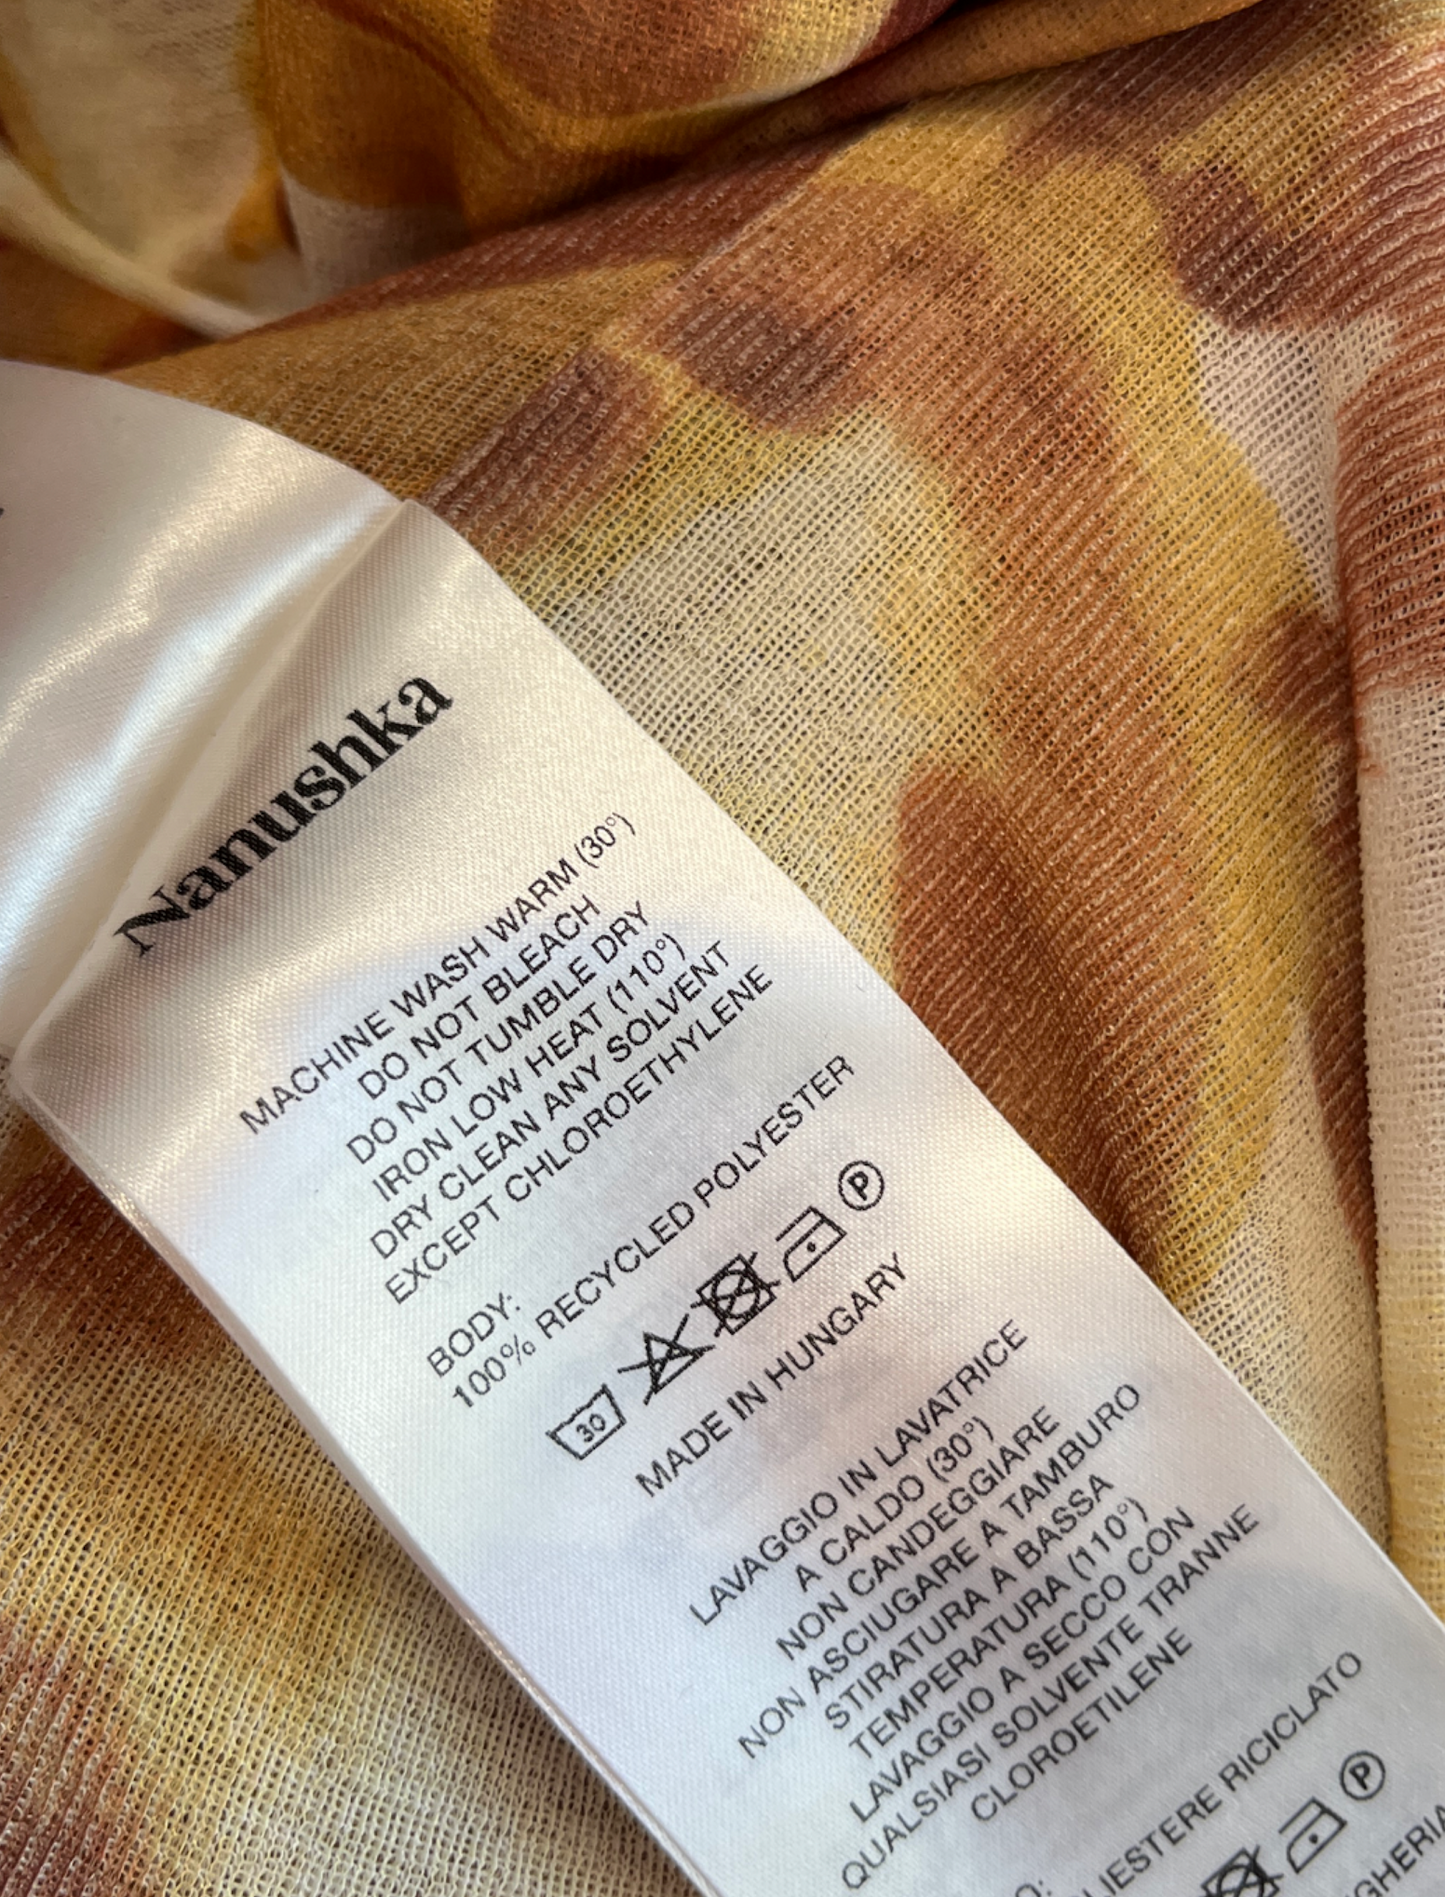 Nanushka
MACHINE WASH WARM (30°)
DO NOT BLEACH
DO NOT TUMBLE DRY
IRON LOW HEAT (110°)
DRY CLEAN ANY SOLVENT
EXCEPT CHLOROETHYLENE
BODY:
100% RECYCLED POLYESTER
30
P
MADE IN HUNGARY
LAVAGGIO IN LAVATRICE
A CALDO (30°)
NON CANDEGGIARE
NON ASCIUGARE A TAMBURO
STIRATURA A BASSA
TEMPERATURA (110°)
LAVAGGIO A SECCO CON
QUALSIASI SOLVENTE TRANNE
CLOROETILENE
RICICLATO
P